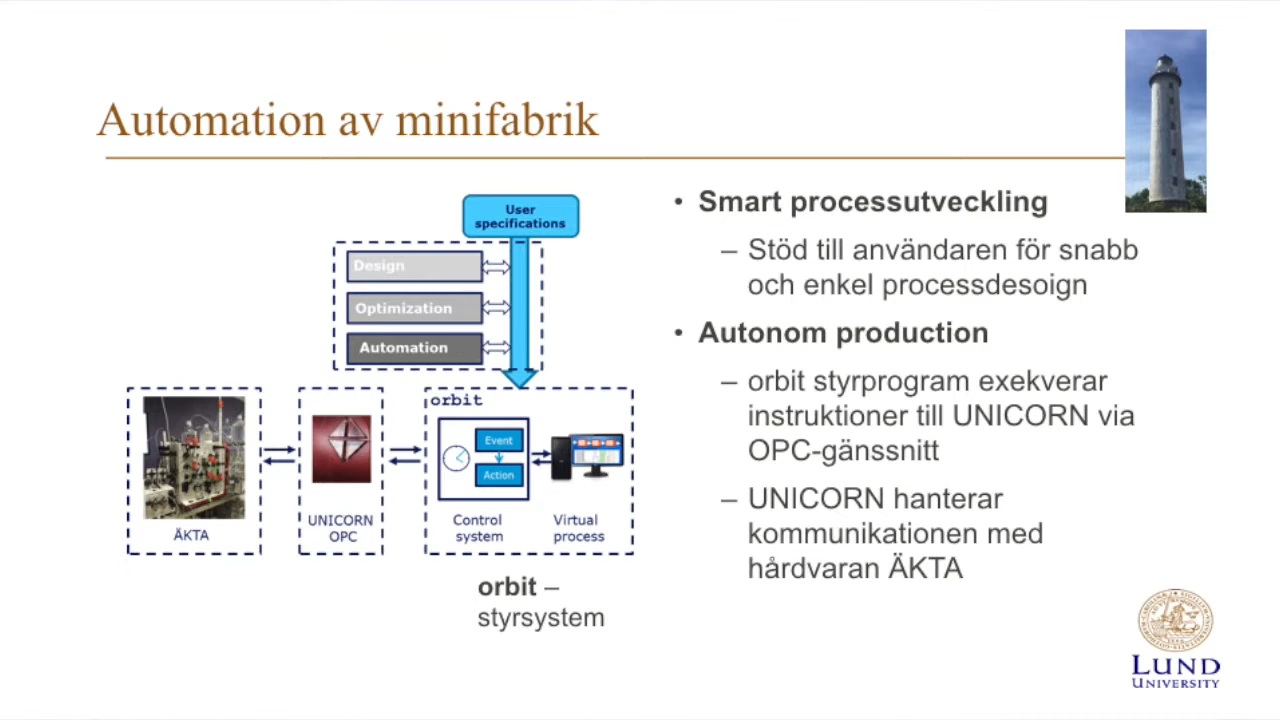 Automation av minifabrik
User
specifications
Design
Optimization
Automation
orbit
Event
Action
ÄKTA
UNICORN
OPC
Control
system
Virtual
process
orbit –
styrsystem
• Smart processutveckling
– Stöd till användaren för snabb
och enkel processdesoign
• Autonom production
– orbit styrprogram exekverar
instruktioner till UNICORN via
OPC-gänssnitt
– UNICORN hanterar
kommunikationen med
hårdvaran ÄKTA
LUND
UNIVERSITY